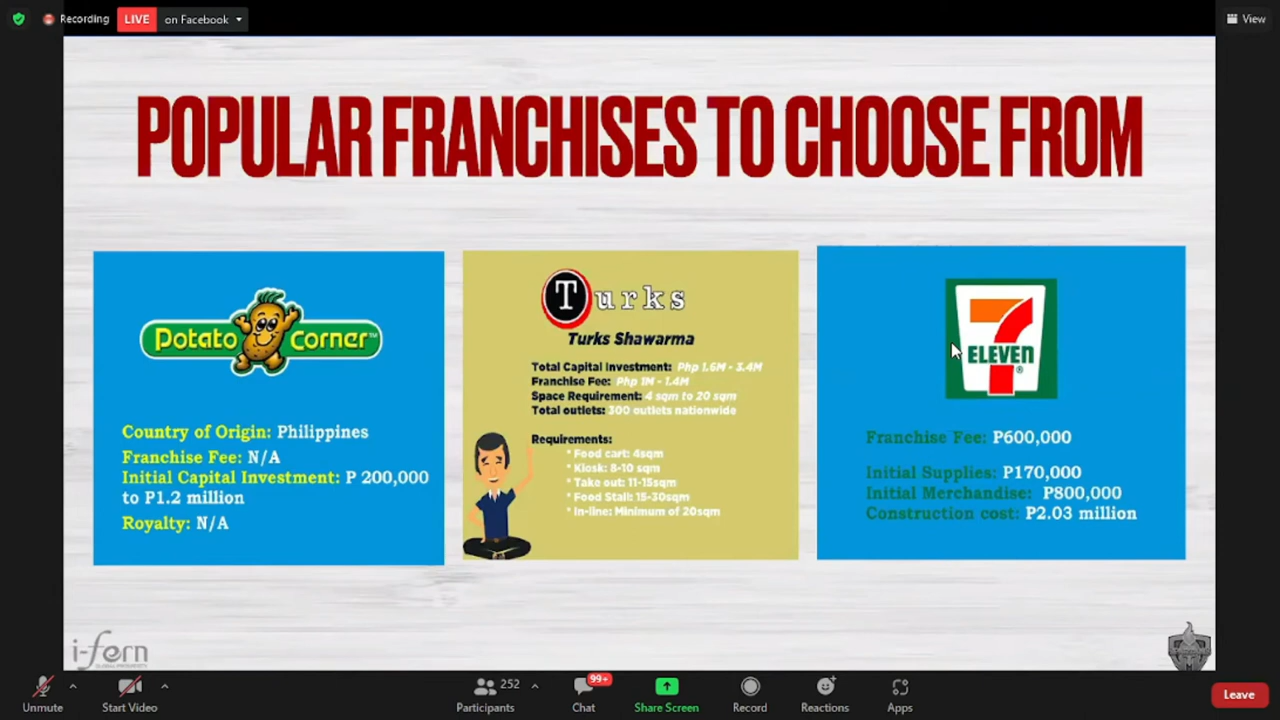 Recording
LIVE on Facebook
View
POPULAR FRANCHISES TO CHOOSE FROM
Potato Corner™
Country of Origin: Philippines
Franchise Fee: N/A
Initial Capital Investment: P 200,000
to P1.2 million
Royalty: N/A
Turks
Turks Shawarma
Total Capital Investment: Php 1.6M - 3.4M
Franchise Fee: Php 1M - 1.4M
Space Requirement: 4 sqm to 20 sqm
Total outlets: 300 outlets nationwide
Requirements:
* Food cart: 4sqm
* Kiosk: 8-10 sqm
* Take out: 11-15sqm
* Food Stall: 15-30sqm
* In-line: Minimum of 20sqm
7
ELEVEN
®
Franchise Fee: P600,000
Initial Supplies: P170,000
Initial Merchandise: P800,000
Construction cost: P2.03 million
i-fern
Unmute
Start Video
252
Participants
99+
Chat
Share Screen
Record
Reactions
Apps
Leave